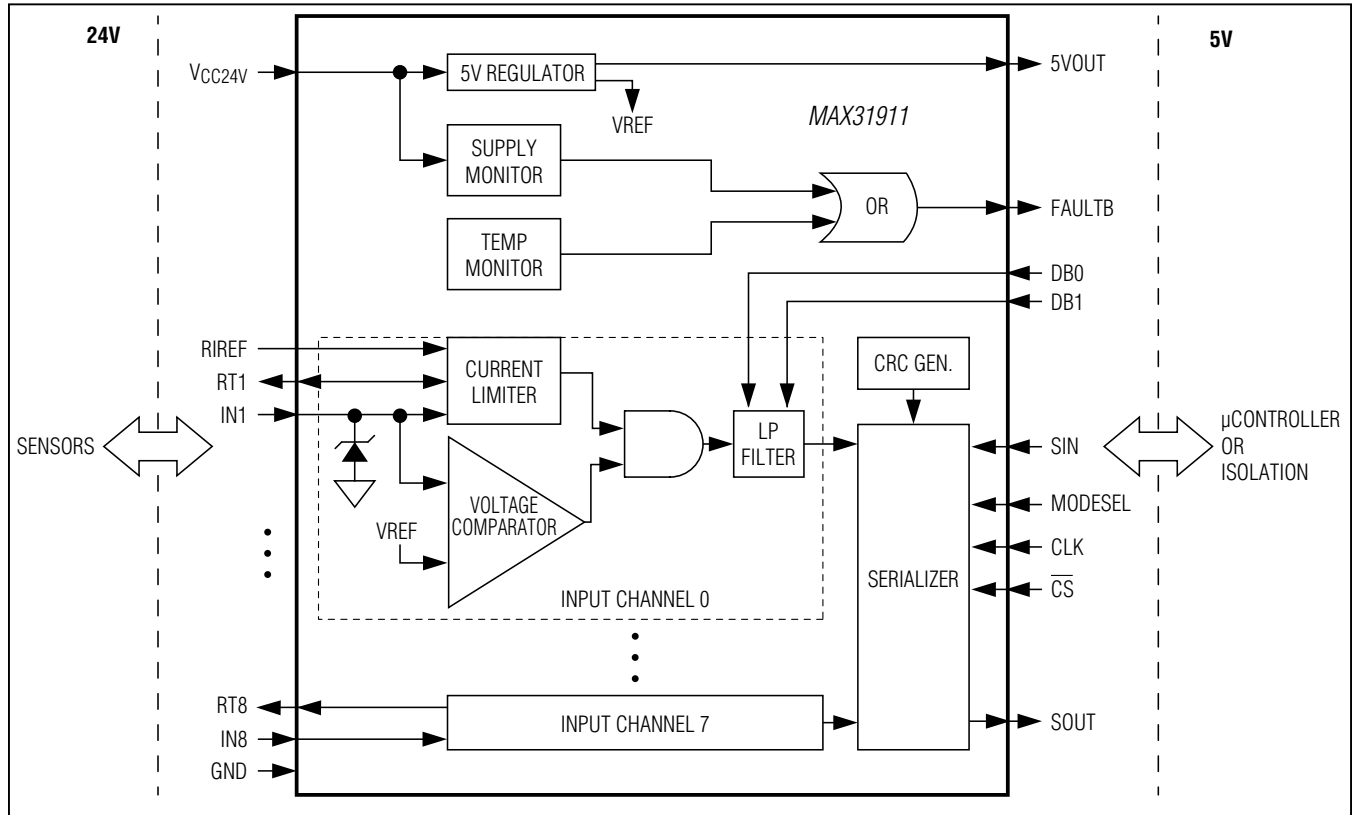 24V
5V
VCC24V
5V REGULATOR
5VOUT
VREF
MAX31911
SUPPLY
MONITOR
OR
FAULTB
TEMP
MONITOR
DB0
DB1
RIREF
RT1
IN1
CURRENT
LIMITER
CRC GEN.
LP
FILTER
SENSORS
VOLTAGE
COMPARATOR
VREF
INPUT CHANNEL 0
SERIALIZER
SIN
MODESEL
CLK
C̅S̅
µCONTROLLER
OR
ISOLATION
RT8
IN8
GND
INPUT CHANNEL 7
SOUT